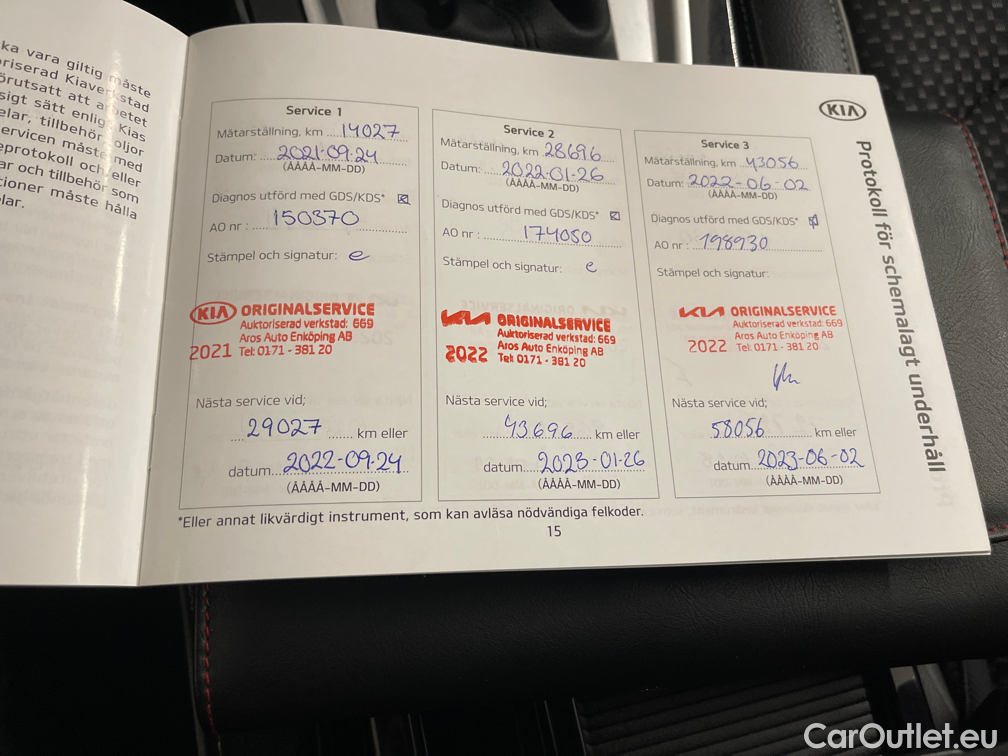 ka vara giltig måste
riserad Kiaverkstad
örutsatt att arbetet
sigt sätt enligt Kias
elar, tillbehör oljor
ervicen måste med
eprotokoll och eller
ar och tillbehör som
tioner måste hålla
lar.
KIA
Protokoll för schemalagt underhåll
Service 1
Mätarställning, km 14027
Datum: 2021-09-24
(ÅÅÅÅ-MM-DD)
Diagnos utförd med GDS/KDS*
AO nr : 150370
Stämpel och signatur: e
KIA ORIGINALSERVICE
Auktoriserad verkstad: 669
Aros Auto Enköping AB
2021 Tel: 0171 - 381 20
Nästa service vid;
29027 km eller
datum 2022-09-24
(ÅÅÅÅ-MM-DD)
Service 2
Mätarställning, km 28696
Datum: 2022-01-26
(ÅÅÅÅ-MM-DD)
Diagnos utförd med GDS/KDS*
AO nr : 174050
Stämpel och signatur: e
KIA ORIGINALSERVICE
Auktoriserad verkstad: 669
Aros Auto Enköping AB
2022 Tel: 0171 - 381 20
Nästa service vid;
43696 km eller
datum 2023-01-26
(ÅÅÅÅ-MM-DD)
Service 3
Mätarställning, km 43056
Datum: 2022-06-02
(ÅÅÅÅ-MM-DD)
Diagnos utförd med GDS/KDS*
AO nr : 198930
Stämpel och signatur:
KIA ORIGINALSERVICE
Auktoriserad verkstad: 669
Aros Auto Enköping AB
2022 Tel: 0171 - 381 20
Nästa service vid;
58056 km eller
datum 2023-06-02
(ÅÅÅÅ-MM-DD)
*Eller annat likvärdigt instrument, som kan avläsa nödvändiga felkoder.
15
CarOutlet.eu